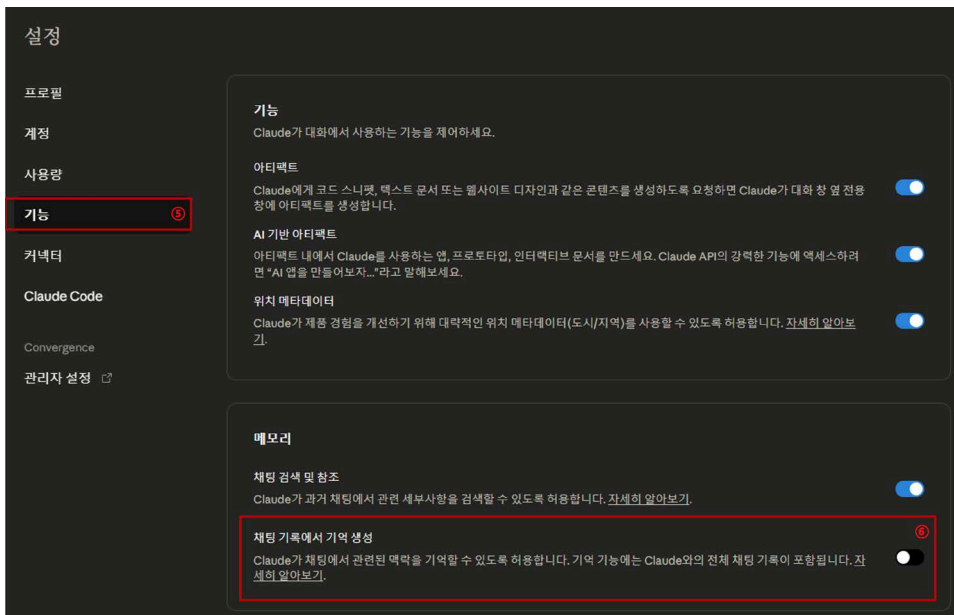 설정
프로필
계정
사용량
기능 ⑤
커넥터
Claude Code
Convergence
관리자 설정
기능
Claude가 대화에서 사용하는 기능을 제어하세요.
아티팩트
Claude에게 코드 스니펫, 텍스트 문서 또는 웹사이트 디자인과 같은 콘텐츠를 생성하도록 요청하면 Claude가 대화 창 옆 전용
창에 아티팩트를 생성합니다.
AI 기반 아티팩트
아티팩트 내에서 Claude를 사용하는 앱, 프로토타입, 인터랙티브 문서를 만드세요. Claude API의 강력한 기능에 액세스하려
면 “AI 앱을 만들어보자...”라고 말해보세요.
위치 메타데이터
Claude가 제품 경험을 개선하기 위해 대략적인 위치 메타데이터(도시/지역)를 사용할 수 있도록 허용합니다. 자세히 알아보
기.
메모리
채팅 검색 및 참조
Claude가 과거 채팅에서 관련 세부사항을 검색할 수 있도록 허용합니다. 자세히 알아보기.
⑥
채팅 기록에서 기억 생성
Claude가 채팅에서 관련된 맥락을 기억할 수 있도록 허용합니다. 기억 기능에는 Claude와의 전체 채팅 기록이 포함됩니다. 자
세히 알아보기.